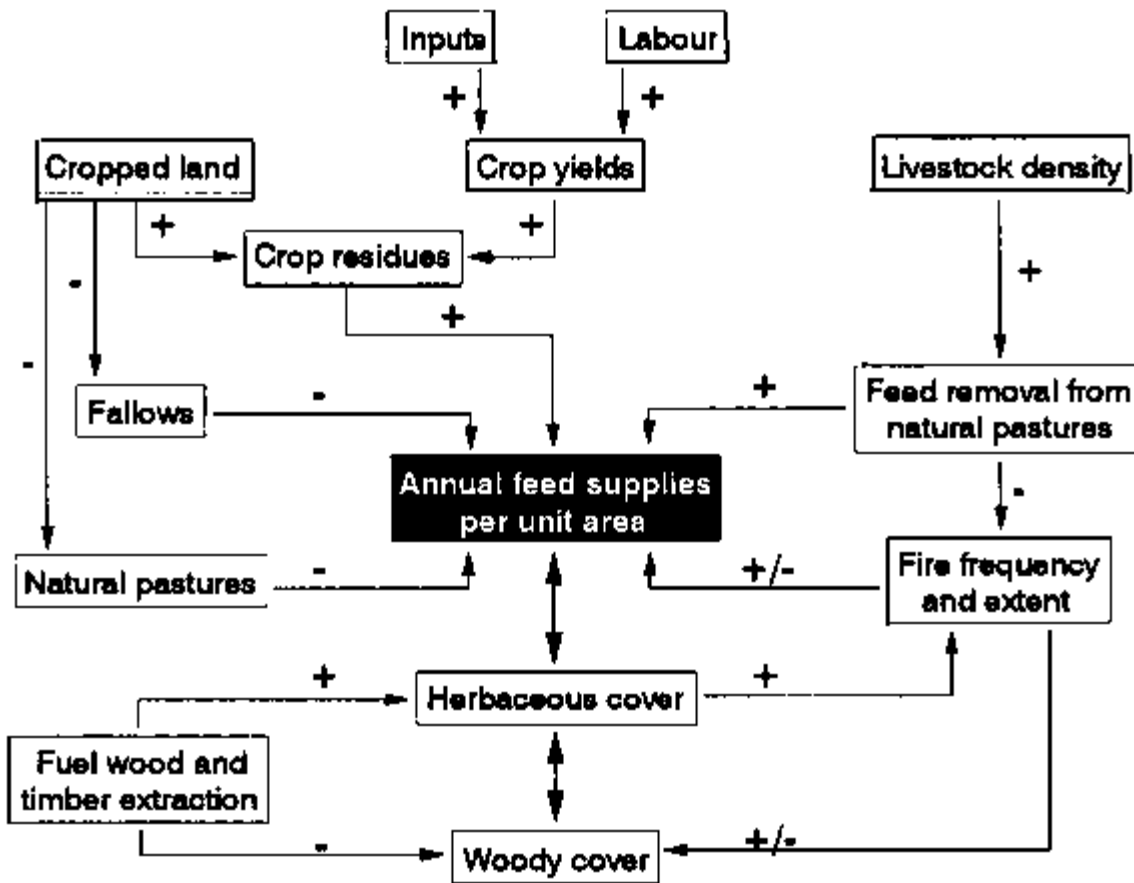 Inputs
Labour
+
+
Cropped land
Crop yields
Livestock density
+
+
Crop residues
-
+
+
-
Fallows
-
+
Feed removal from
natural pastures
Annual feed supplies
per unit area
-
Natural pastures
-
+/-
Fire frequency
and extent
+
Herbaceous cover
+
Fuel wood and
timber extraction
-
Woody cover
+/-